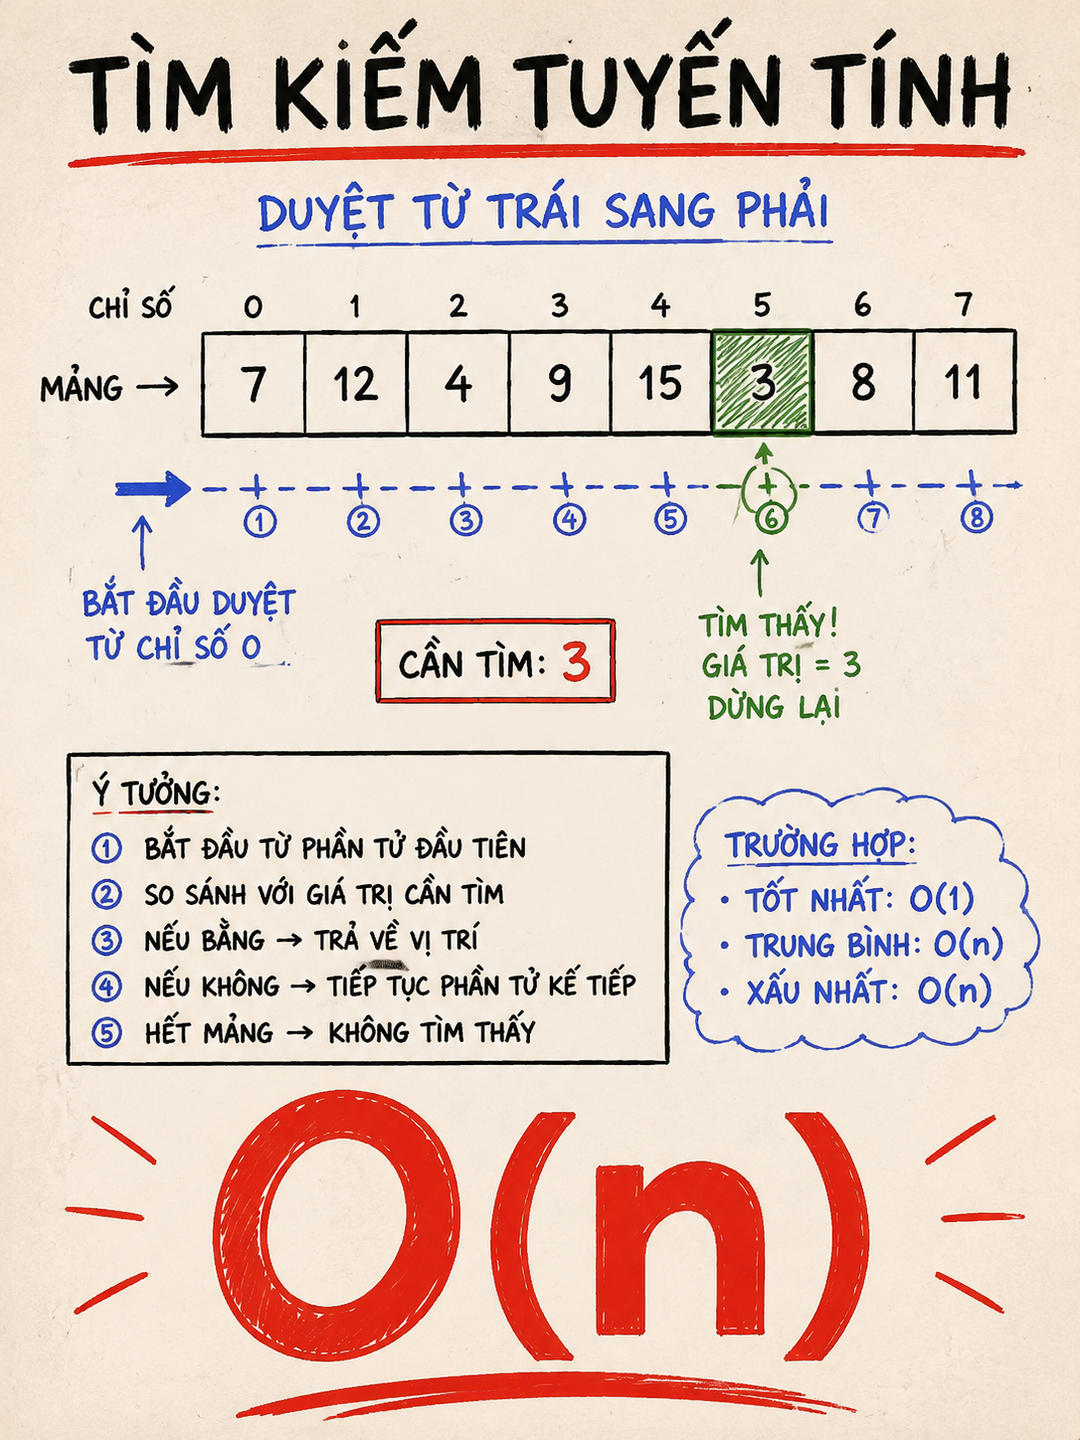 TÌM KIẾM TUYẾN TÍNH
DUYỆT TỪ TRÁI SANG PHẢI
CHỈ SỐ 0 1 2 3 4 5 6 7
MẢNG → 7 12 4 9 15 3 8 11
① ② ③ ④ ⑤ ⑥ ⑦ ⑧
BẮT ĐẦU DUYỆT
TỪ CHỈ SỐ 0
CẦN TÌM: 3
TÌM THẤY!
GIÁ TRỊ = 3
DỪNG LẠI
Ý TƯỞNG:
① BẮT ĐẦU TỪ PHẦN TỬ ĐẦU TIÊN
② SO SÁNH VỚI GIÁ TRỊ CẦN TÌM
③ NẾU BẰNG → TRẢ VỀ VỊ TRÍ
④ NẾU KHÔNG → TIẾP TỤC PHẦN TỬ KẾ TIẾP
⑤ HẾT MẢNG → KHÔNG TÌM THẤY
TRƯỜNG HỢP:
• TỐT NHẤT: O(1)
• TRUNG BÌNH: O(n)
• XẤU NHẤT: O(n)
O(n)